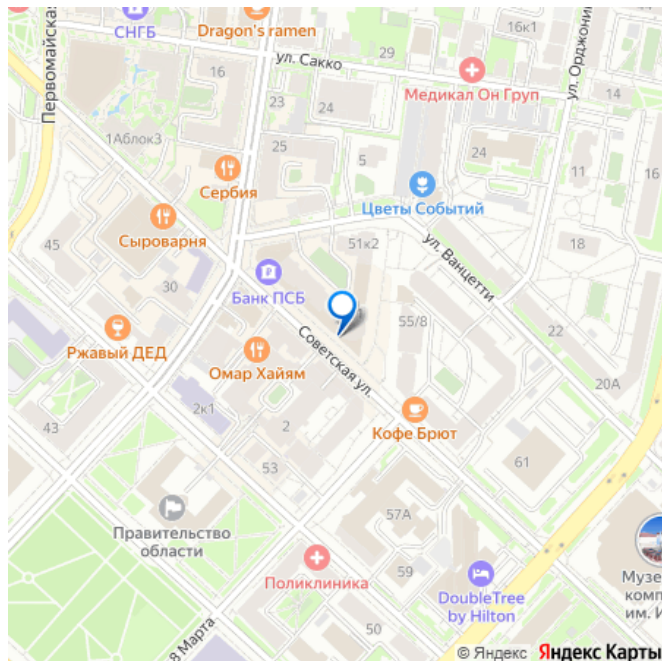 СНГБ
Dragon's ramen
16к1
Первомайская
ул. Сакко
29
ул. Орджони
16
Медикал Он Груп
14
23
24
1Аблок3
25
5
24
11
Сербия
Цветы Событий
Сыроварня
45
51к2
ул. Ванцетти
18
30
Банк ПСБ
55/8
22
Ржавый ДЕД
Советская ул.
Омар Хайям
20А
2к1
43
2
Кофе Брют
53
61
57А
Правительство
области
Поликлиника
59
DoubleTree
by Hilton
Музе
комп
им. И
50
8 Марта
© Яндекс Яндекс Карты